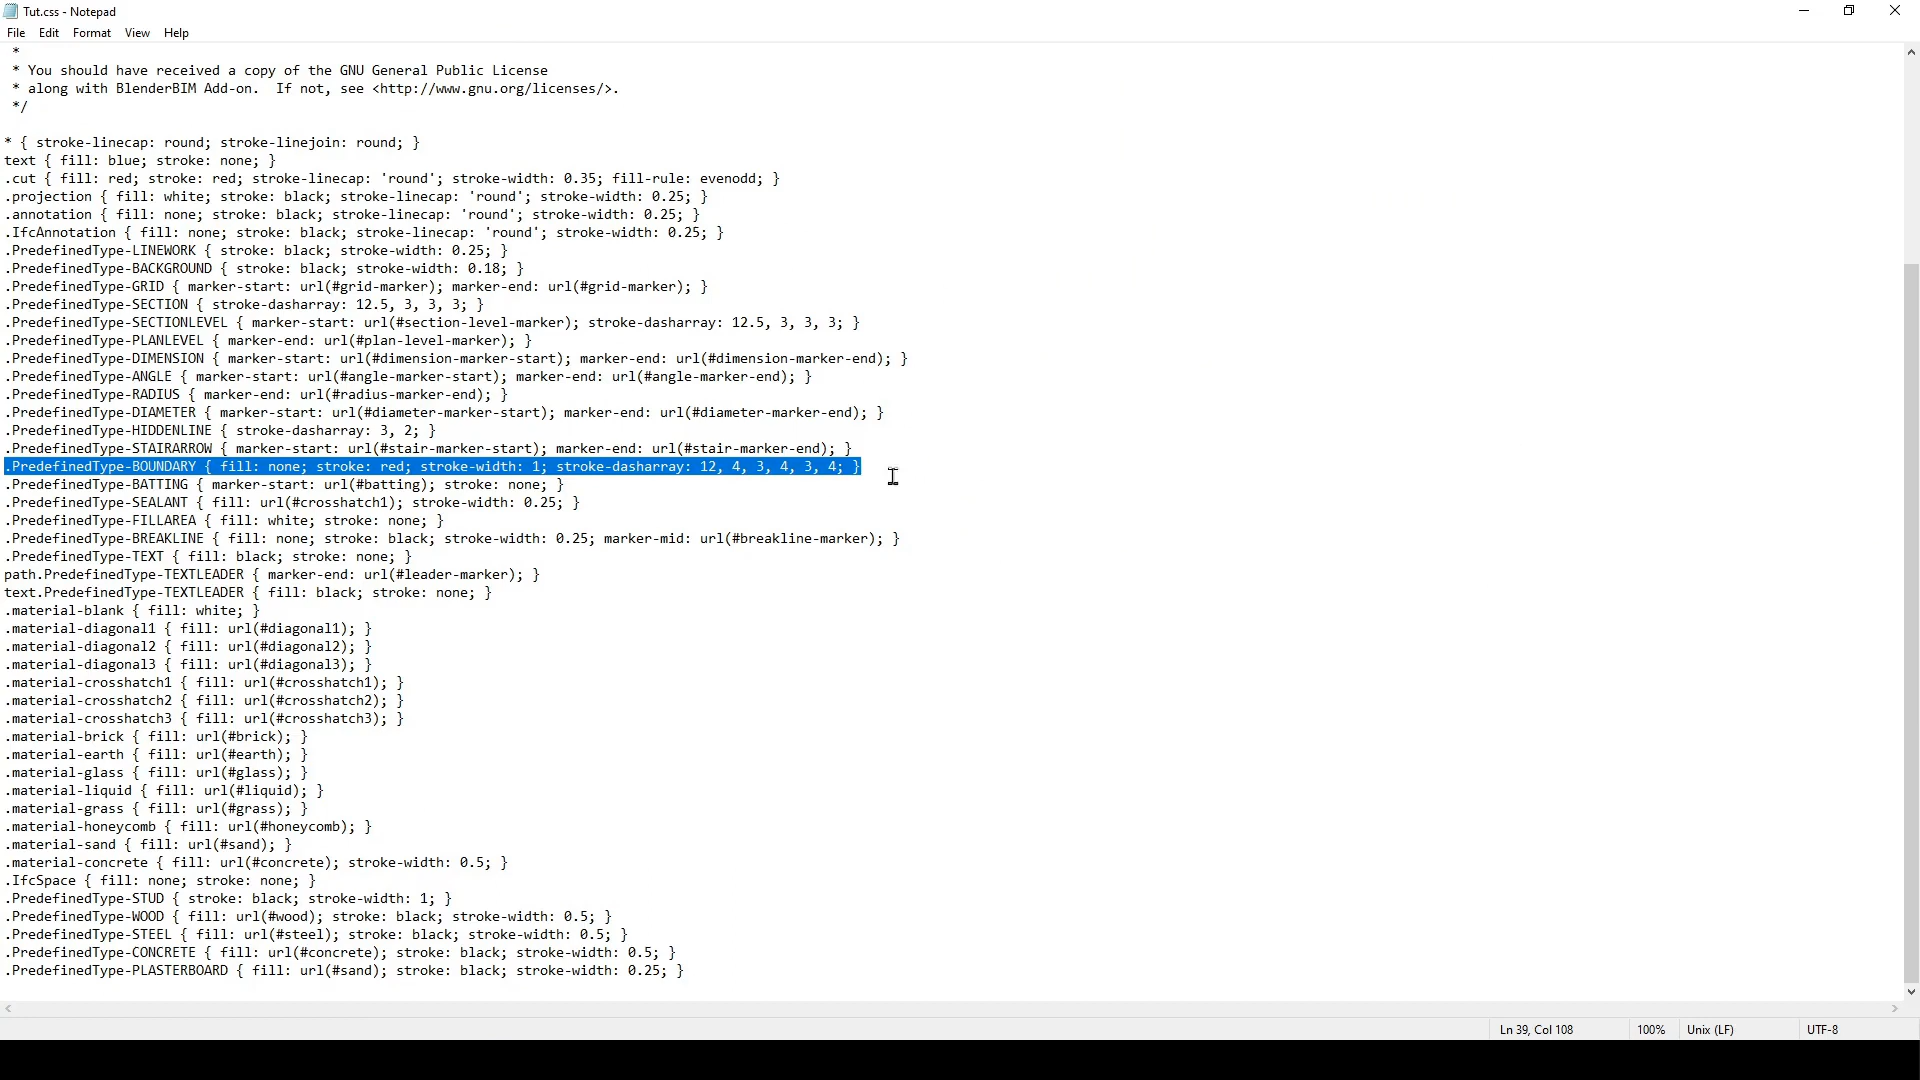 Tut.css - Notepad
File Edit Format View Help
*
* You should have received a copy of the GNU General Public License
* along with BlenderBIM Add-on.  If not, see <http://www.gnu.org/licenses/>.
*/
* { stroke-linecap: round; stroke-linejoin: round; }
text { fill: blue; stroke: none; }
.cut { fill: red; stroke: red; stroke-linecap: 'round'; stroke-width: 0.35; fill-rule: evenodd; }
.projection { fill: white; stroke: black; stroke-linecap: 'round'; stroke-width: 0.25; }
.annotation { fill: none; stroke: black; stroke-linecap: 'round'; stroke-width: 0.25; }
.IfcAnnotation { fill: none; stroke: black; stroke-linecap: 'round'; stroke-width: 0.25; }
.PredefinedType-LINEWORK { stroke: black; stroke-width: 0.25; }
.PredefinedType-BACKGROUND { stroke: black; stroke-width: 0.18; }
.PredefinedType-GRID { marker-start: url(#grid-marker); marker-end: url(#grid-marker); }
.PredefinedType-SECTION { stroke-dasharray: 12.5, 3, 3, 3; }
.PredefinedType-SECTIONLEVEL { marker-start: url(#section-level-marker); stroke-dasharray: 12.5, 3, 3, 3; }
.PredefinedType-PLANLEVEL { marker-end: url(#plan-level-marker); }
.PredefinedType-DIMENSION { marker-start: url(#dimension-marker-start); marker-end: url(#dimension-marker-end); }
.PredefinedType-ANGLE { marker-start: url(#angle-marker-start); marker-end: url(#angle-marker-end); }
.PredefinedType-RADIUS { marker-end: url(#radius-marker-end); }
.PredefinedType-DIAMETER { marker-start: url(#diameter-marker-start); marker-end: url(#diameter-marker-end); }
.PredefinedType-HIDDENLINE { stroke-dasharray: 3, 2; }
.PredefinedType-STAIRARROW { marker-start: url(#stair-marker-start); marker-end: url(#stair-marker-end); }
.PredefinedType-BOUNDARY { fill: none; stroke: red; stroke-width: 1; stroke-dasharray: 12, 4, 3, 4, 3, 4; }
.PredefinedType-BATTING { marker-start: url(#batting); stroke: none; }
.PredefinedType-SEALANT { fill: url(#crosshatch1); stroke-width: 0.25; }
.PredefinedType-FILLAREA { fill: white; stroke: none; }
.PredefinedType-BREAKLINE { fill: none; stroke: black; stroke-width: 0.25; marker-mid: url(#breakline-marker); }
.PredefinedType-TEXT { fill: black; stroke: none; }
path.PredefinedType-TEXTLEADER { marker-end: url(#leader-marker); }
text.PredefinedType-TEXTLEADER { fill: black; stroke: none; }
.material-blank { fill: white; }
.material-diagonal1 { fill: url(#diagonal1); }
.material-diagonal2 { fill: url(#diagonal2); }
.material-diagonal3 { fill: url(#diagonal3); }
.material-crosshatch1 { fill: url(#crosshatch1); }
.material-crosshatch2 { fill: url(#crosshatch2); }
.material-crosshatch3 { fill: url(#crosshatch3); }
.material-brick { fill: url(#brick); }
.material-earth { fill: url(#earth); }
.material-glass { fill: url(#glass); }
.material-liquid { fill: url(#liquid); }
.material-grass { fill: url(#grass); }
.material-honeycomb { fill: url(#honeycomb); }
.material-sand { fill: url(#sand); }
.material-concrete { fill: url(#concrete); stroke-width: 0.5; }
.IfcSpace { fill: none; stroke: none; }
.PredefinedType-STUD { stroke: black; stroke-width: 1; }
.PredefinedType-WOOD { fill: url(#wood); stroke: black; stroke-width: 0.5; }
.PredefinedType-STEEL { fill: url(#steel); stroke: black; stroke-width: 0.5; }
.PredefinedType-CONCRETE { fill: url(#concrete); stroke: black; stroke-width: 0.5; }
.PredefinedType-PLASTERBOARD { fill: url(#sand); stroke: black; stroke-width: 0.25; }
Ln 39, Col 108 100% Unix (LF) UTF-8